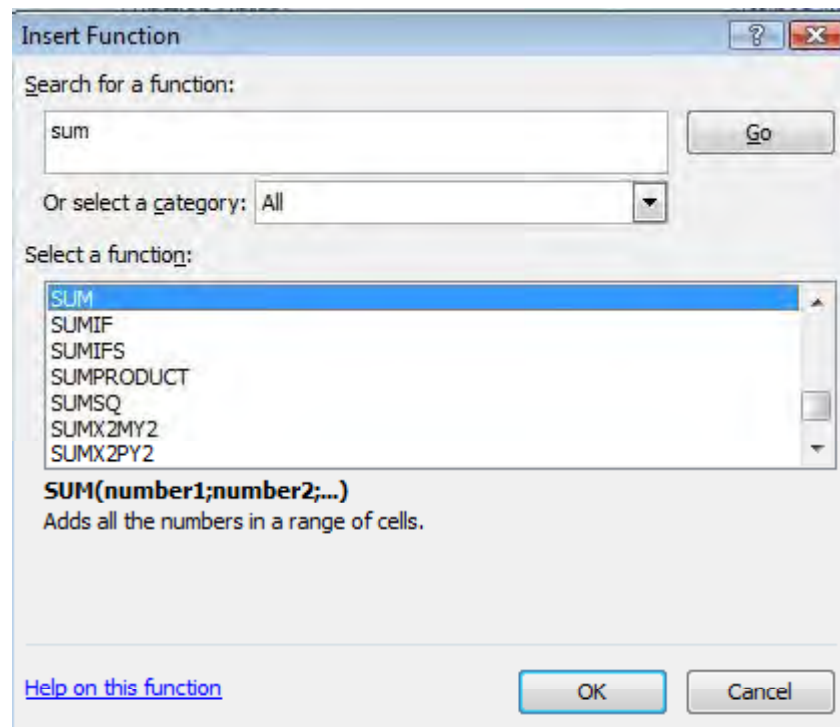 Insert Function
Search for a function:
sum
Go
Or select a category: All
Select a function:
SUM
SUMIF
SUMIFS
SUMPRODUCT
SUMSQ
SUMX2MY2
SUMX2PY2
SUM(number1;number2;...)
Adds all the numbers in a range of cells.
Help on this function
OK
Cancel